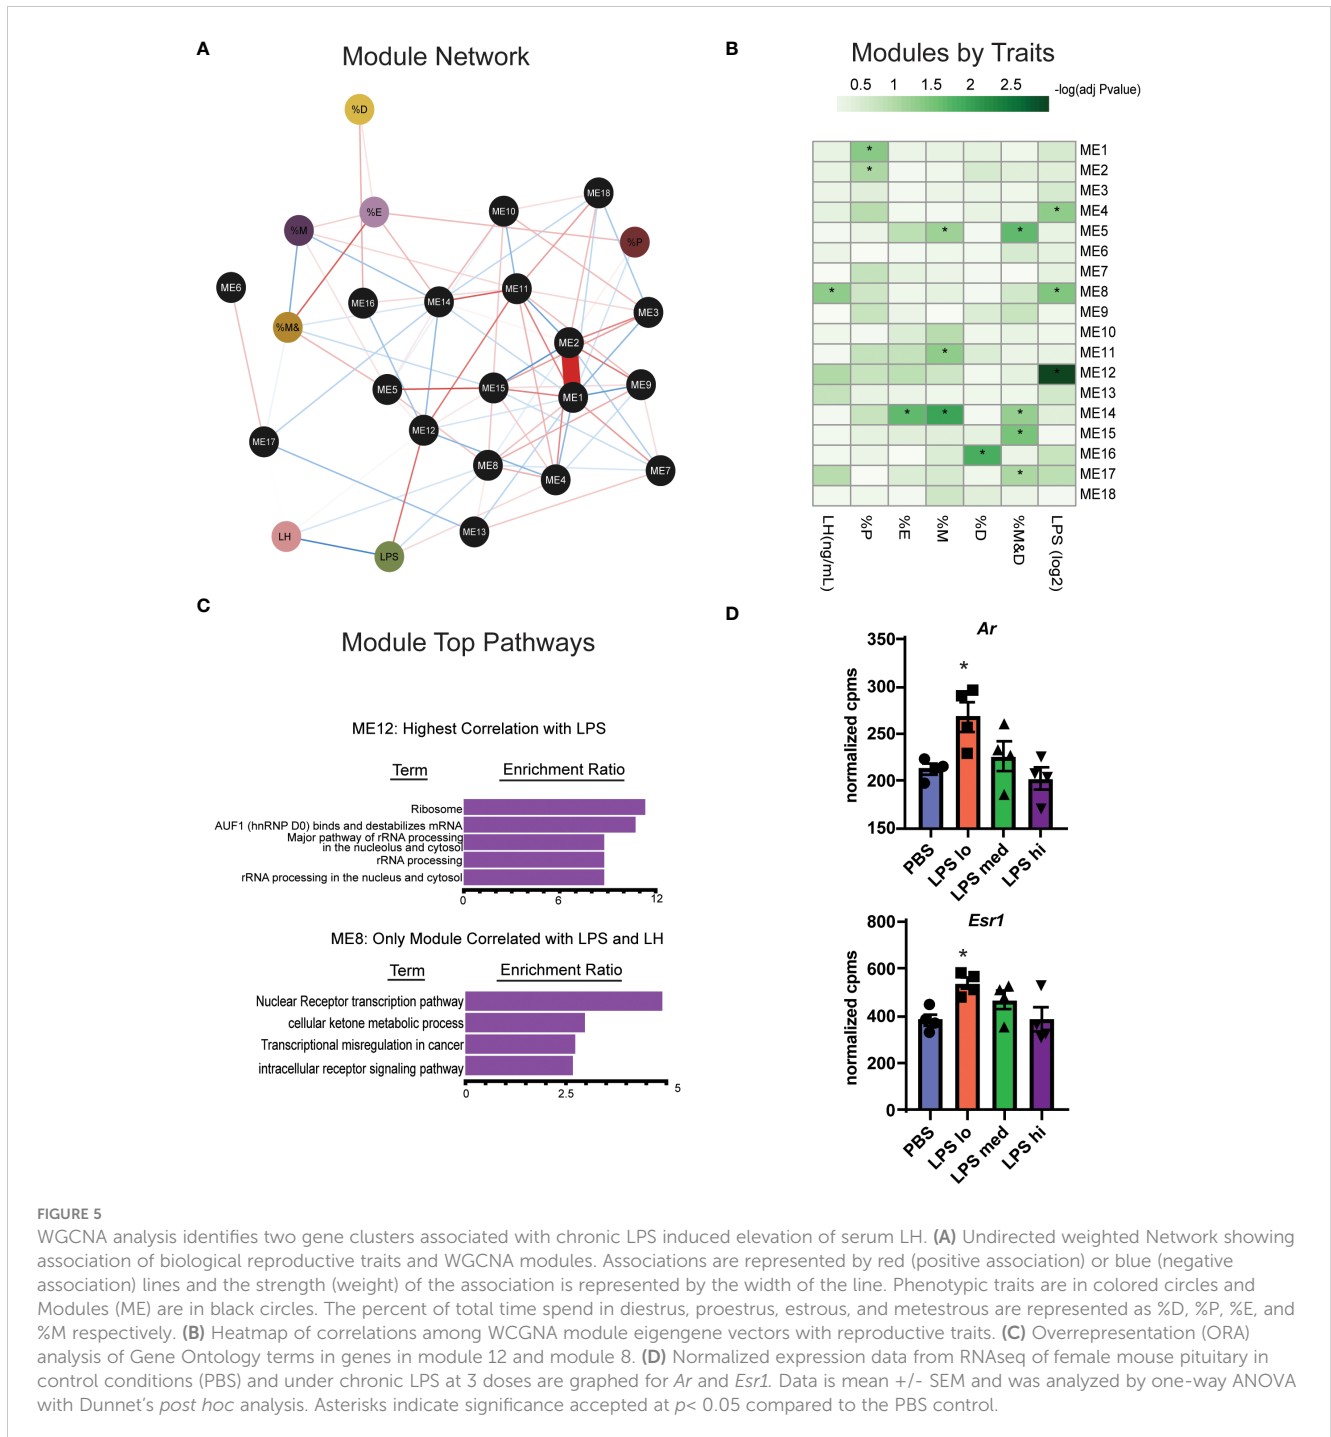 A
Module Network
%D
ME18
%E
ME10
%M
%P
ME6
ME11
ME16
ME14
ME3
%M&
ME2
ME9
ME5
ME15
ME1
ME12
ME17
ME8
ME7
ME4
ME13
LH
LPS
B
Modules by Traits
0.5 1 1.5 2 2.5
-log(adj Pvalue)
* ME1
* ME2
ME3
* ME4
* * ME5
ME6
ME7
* * ME8
ME9
ME10
* ME11
* ME12
ME13
* * * ME14
* ME15
* ME16
* ME17
ME18
LH(ng/mL) %P %E %M %D %M&D LPS (log2)
C
Module Top Pathways
ME12: Highest Correlation with LPS
Term Enrichment Ratio
Ribosome
AUF1 (hnRNP D0) binds and destabilizes mRNA
Major pathway of rRNA processing
in the nucleolus and cytosol
rRNA processing
rRNA processing in the nucleus and cytosol
0 6 12
ME8: Only Module Correlated with LPS and LH
Term Enrichment Ratio
Nuclear Receptor transcription pathway
cellular ketone metabolic process
Transcriptional misregulation in cancer
intracellular receptor signaling pathway
0 2.5 5
D
Ar
350
300
250
200
150
normalized cpms
*
PBS LPS lo LPS med LPS hi
Esr1
800
600
400
200
0
normalized cpms
*
PBS LPS lo LPS med LPS hi
FIGURE 5
WGCNA analysis identifies two gene clusters associated with chronic LPS induced elevation of serum LH. (A) Undirected weighted Network showing
association of biological reproductive traits and WGCNA modules. Associations are represented by red (positive association) or blue (negative
association) lines and the strength (weight) of the association is represented by the width of the line. Phenotypic traits are in colored circles and
Modules (ME) are in black circles. The percent of total time spend in diestrus, proestrus, estrous, and metestrous are represented as %D, %P, %E, and
%M respectively. (B) Heatmap of correlations among WCGNA module eigengene vectors with reproductive traits. (C) Overrepresentation (ORA)
analysis of Gene Ontology terms in genes in module 12 and module 8. (D) Normalized expression data from RNAseq of female mouse pituitary in
control conditions (PBS) and under chronic LPS at 3 doses are graphed for Ar and Esr1. Data is mean +/- SEM and was analyzed by one-way ANOVA
with Dunnet's post hoc analysis. Asterisks indicate significance accepted at p< 0.05 compared to the PBS control.